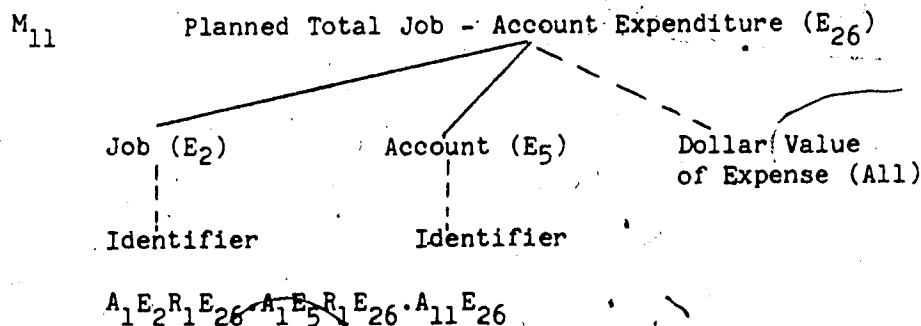 M11 Planned Total Job - Account Expenditure (E26)
Job (E2) Account (E5) Dollar Value
of Expense (All)
Identifier Identifier
A1E2R1E26·A1E5R1E26·A11E26